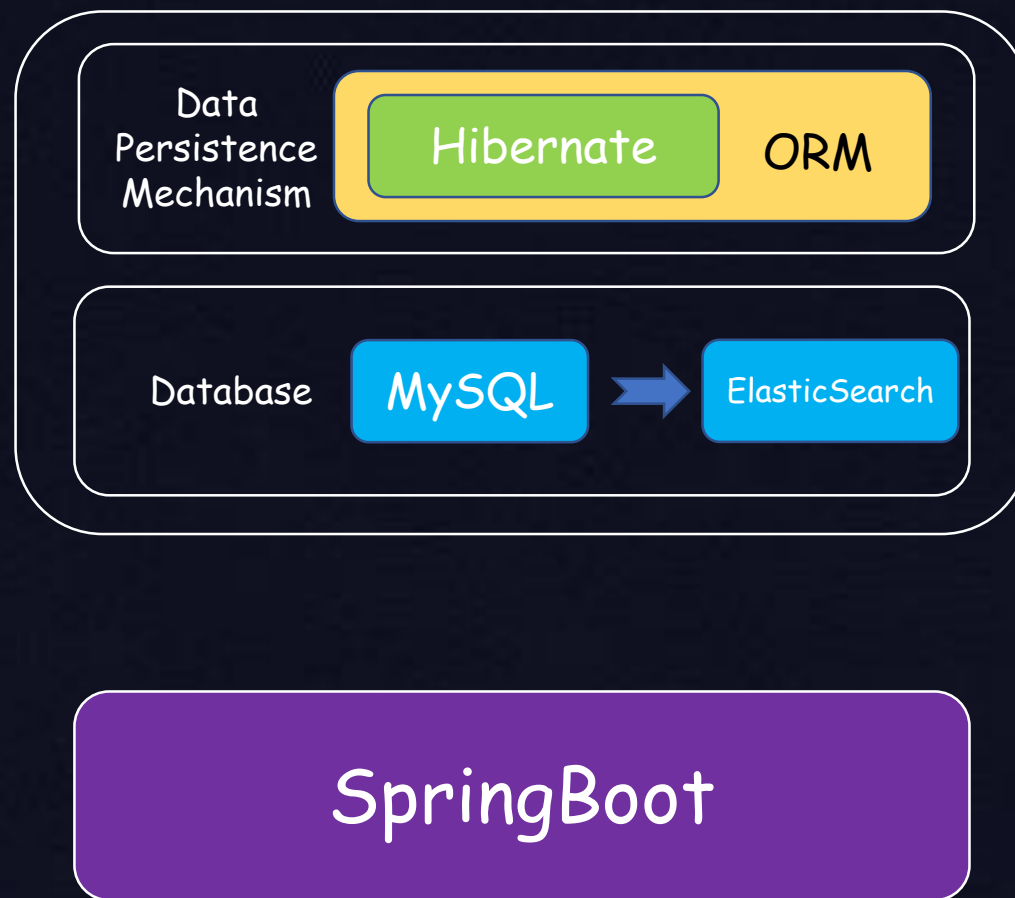 Data
Persistence
Mechanism
Hibernate
ORM
Database
MySQL
ElasticSearch
SpringBoot